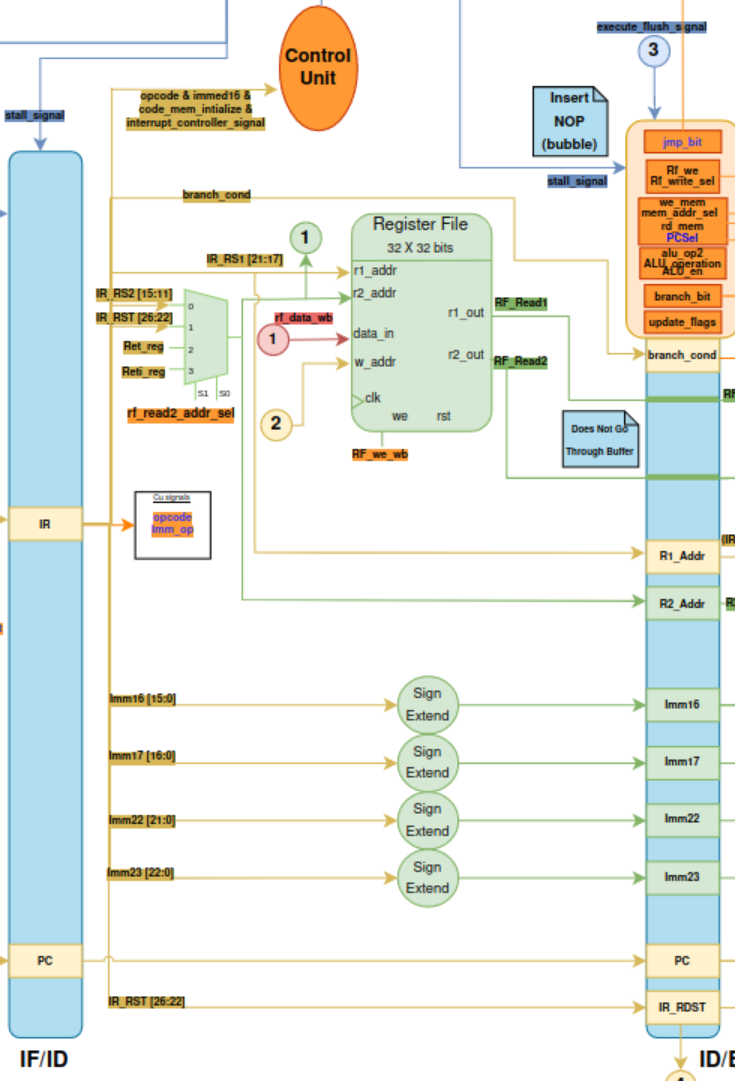 execute_flush_signal
3
Control
Unit
opcode & immed16 &
code_mem_intialize &
interrupt_controller_signal
stall_signal
Insert
NOP
(bubble)
stall_signal
jmp_bit
Rf_we
Rf_write_sel
we_mem
mem_addr_sel
rd_mem
PCSel
alu_op2
ALU_operation
ALU_en
branch_bit
update_flags
branch_cond
branch_cond
Register File
32 X 32 bits
1
IR_RS1 [21:17]
r1_addr
r2_addr
IR_RS2 [15:11]
IR_RST [26:22]
Ret_reg
Reti_reg
0
1
2
3
S1
S0
rf_read2_addr_sel
rf_data_wb
1
data_in
w_addr
r1_out
RF_Read1
r2_out
RF_Read2
clk
we
rst
2
RF_we_wb
Does Not Go
Through Buffer
RF
IR
Cu signals
opcode
Imm_op
R1_Addr
(IR
R2_Addr
Imm16 [15:0]
Sign
Extend
Imm16
Imm17 [16:0]
Sign
Extend
Imm17
Imm22 [21:0]
Sign
Extend
Imm22
Imm23 [22:0]
Sign
Extend
Imm23
PC
PC
IR_RST [26:22]
IR_RDST
IF/ID
ID/E